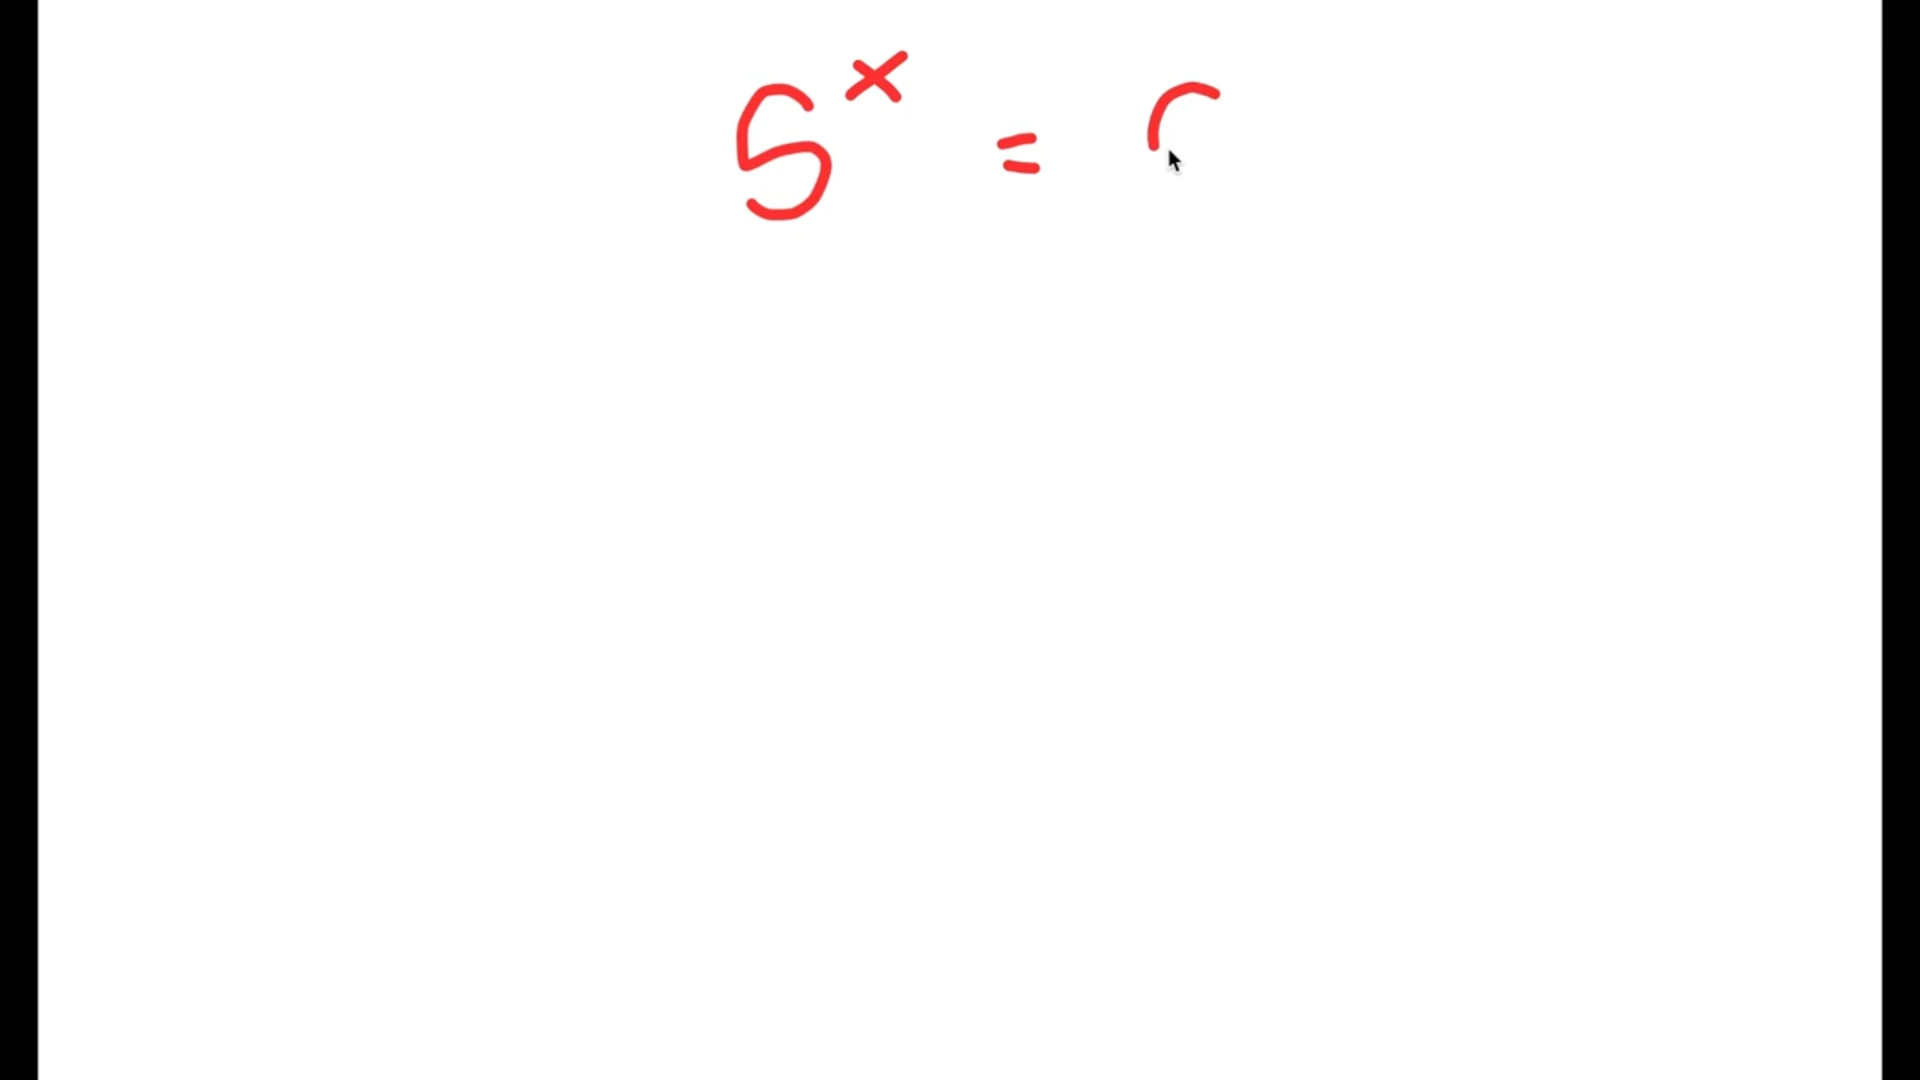 5^x =